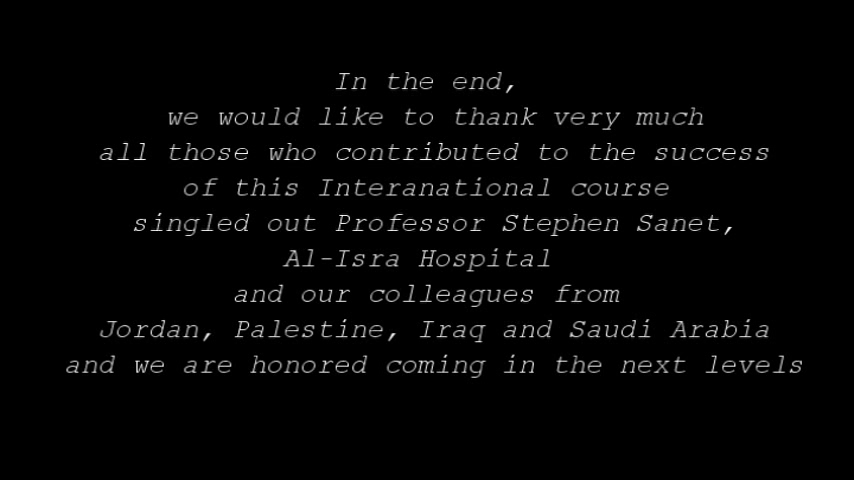 In the end,
we would like to thank very much
all those who contributed to the success
of this Interanational course
singled out Professor Stephen Sanet,
Al-Isra Hospital
and our colleagues from
Jordan, Palestine, Iraq and Saudi Arabia
and we are honored coming in the next levels